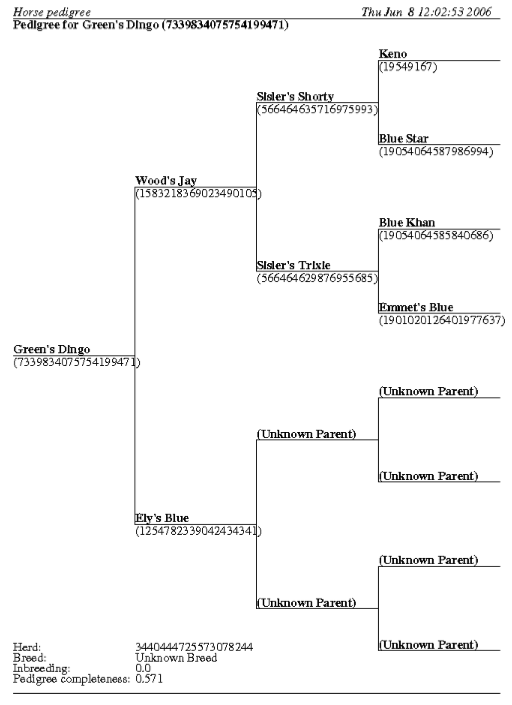 Horse pedigree Thu Jun 8 12:02:53 2006
Pedigree for Green's Dingo (7339834075754199471)
Keno
(19549167)
Sisler's Shorty
(566464635716975993)
Blue Star
(19054064587986994)
Wood's Jay
(1583218369023490105)
Blue Khan
(19054064585840686)
Sisler's Trixie
(566464629876955685)
Emmet's Blue
(1901020126401977637)
Green's Dingo
(7339834075754199471)
(Unknown Parent)
(Unknown Parent)
(Unknown Parent)
Ely's Blue
(1254782339042434341)
(Unknown Parent)
(Unknown Parent)
(Unknown Parent)
Herd: 3440444725573078244
Breed: Unknown Breed
Inbreeding: 0.0
Pedigree completeness: 0.571